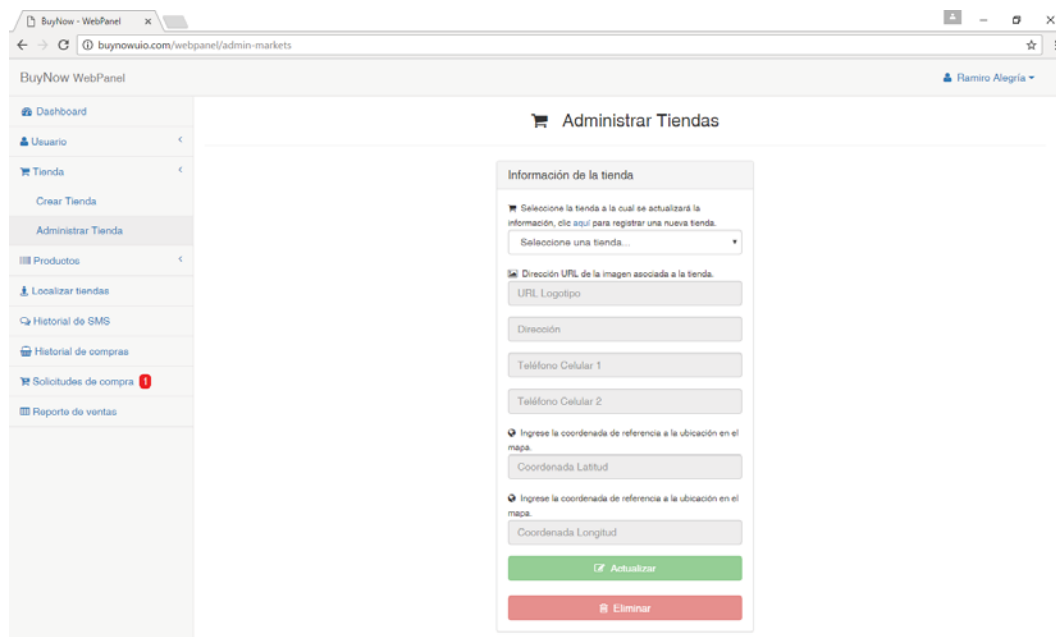 BuyNow - WebPanel
buynowuio.com/webpanel/admin-markets
BuyNow WebPanel
Ramiro Alegría
Dashboard
Usuario
Tienda
Crear Tienda
Administrar Tienda
Productos
Localizar tiendas
Historial de SMS
Historial de compras
Solicitudes de compra 1
Reporte de ventas
Administrar Tiendas
Información de la tienda
Seleccione la tienda a la cual se actualizará la
información, clic aquí para registrar una nueva tienda.
Seleccione una tienda...
Dirección URL de la imagen asociada a la tienda.
URL Logotipo
Dirección
Teléfono Celular 1
Teléfono Celular 2
Ingrese la coordenada de referencia a la ubicación en el
mapa.
Coordenada Latitud
Ingrese la coordenada de referencia a la ubicación en el
mapa.
Coordenada Longitud
Actualizar
Eliminar